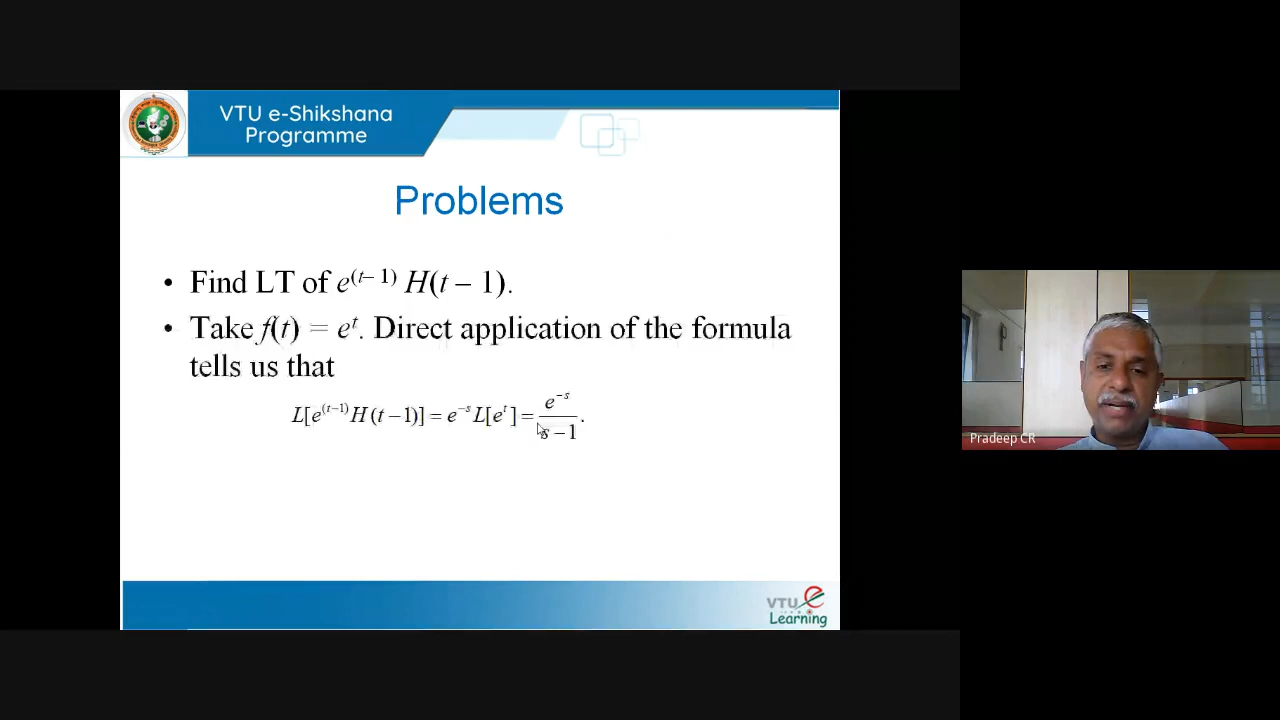 VTU e-Shikshana
Programme
Problems
• Find LT of e^(t−1) H(t − 1).
• Take f(t) = e^t. Direct application of the formula
tells us that
L[e^(t−1) H(t−1)] = e^−s L[e^t] = e^−s / s−1.
VTU e
Learning
Pradeep CR